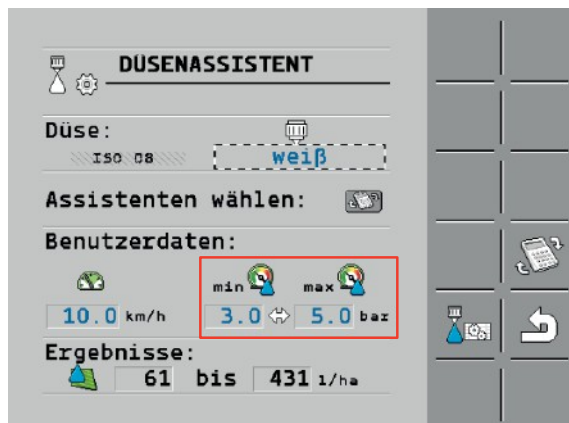 DÜSENASSISTENT
Düse:
ISO 08 weiß
Assistenten wählen:
Benutzerdaten:
min max
10.0 km/h 3.0 5.0 bar
Ergebnisse:
61 bis 431 l/ha